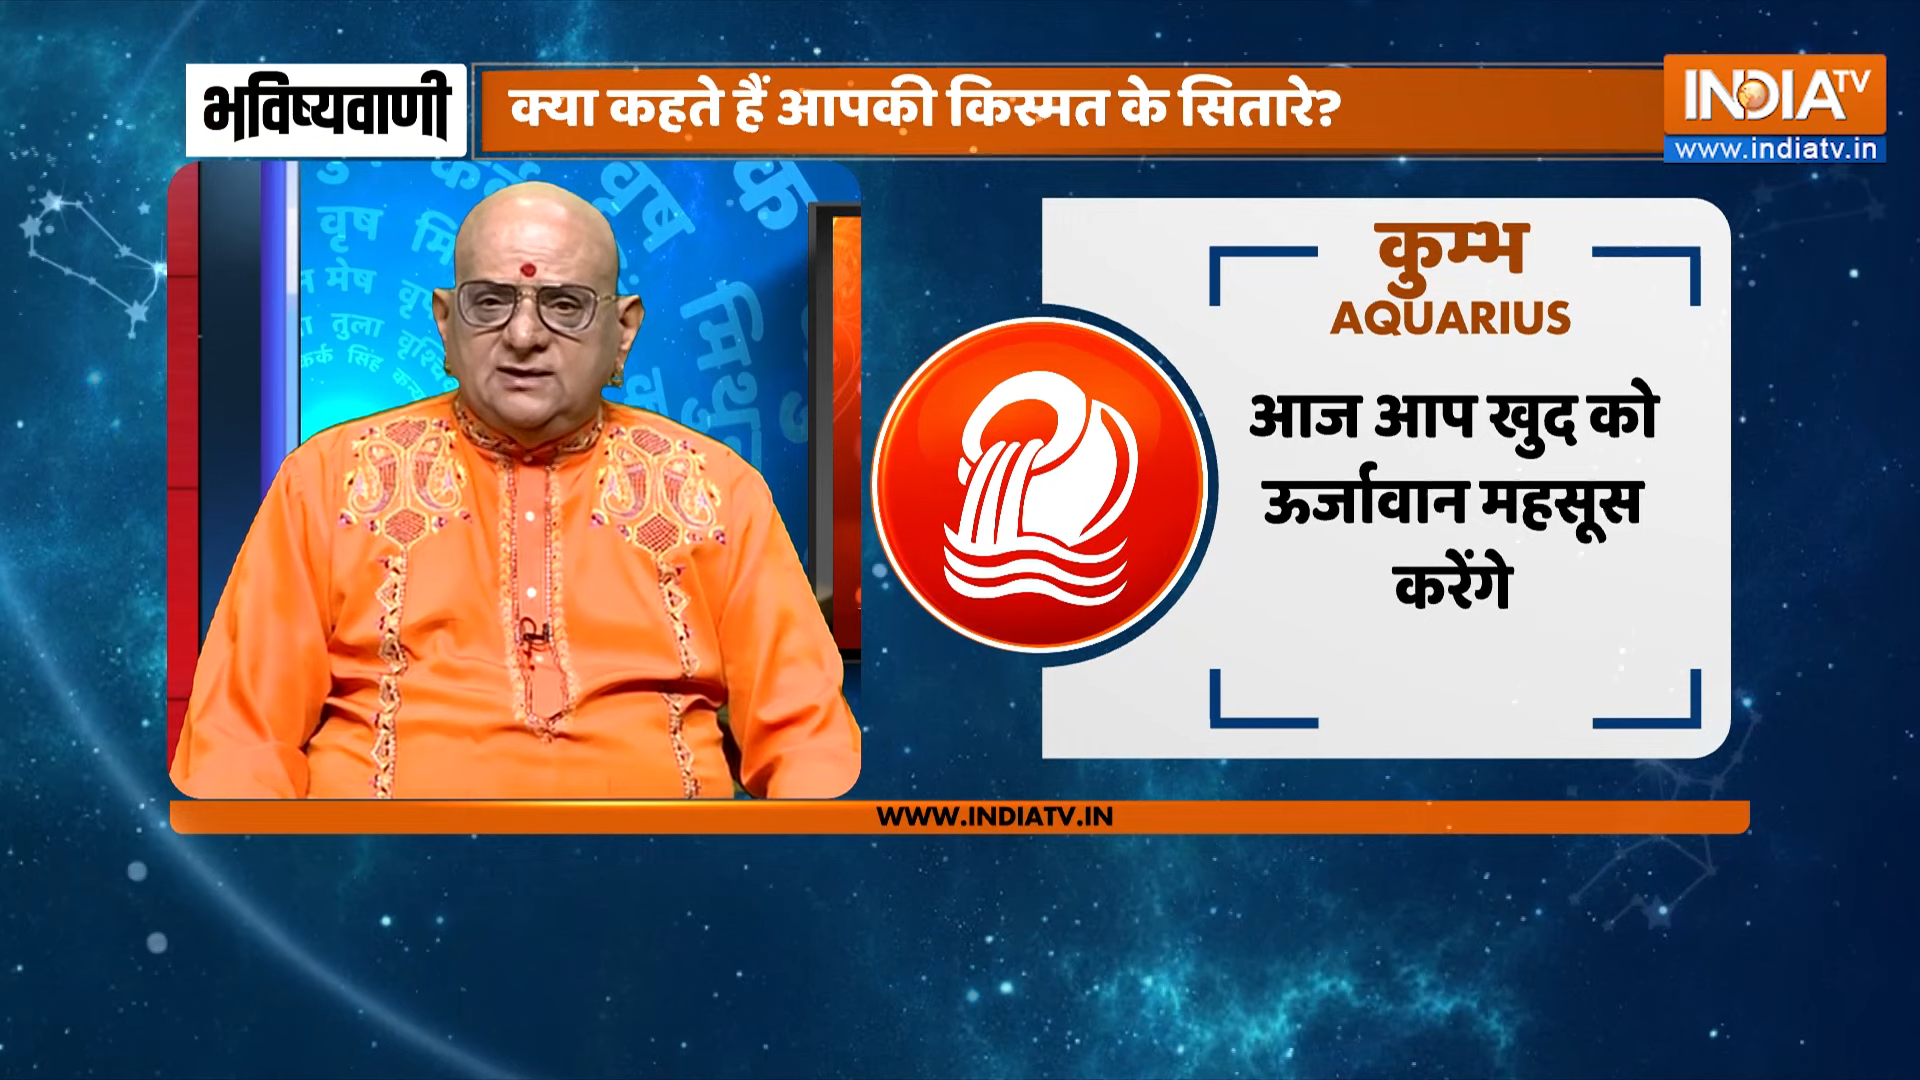 भविष्यवाणी
क्या कहते हैं आपकी किस्मत के सितारे?
INDIA TV
www.indiatv.in
वृष
मेष
तुला
कर्क सिंह
वृष
मिथुन
कुम्भ
AQUARIUS
आज आप खुद को
ऊर्जावान महसूस
करेंगे
WWW.INDIATV.IN